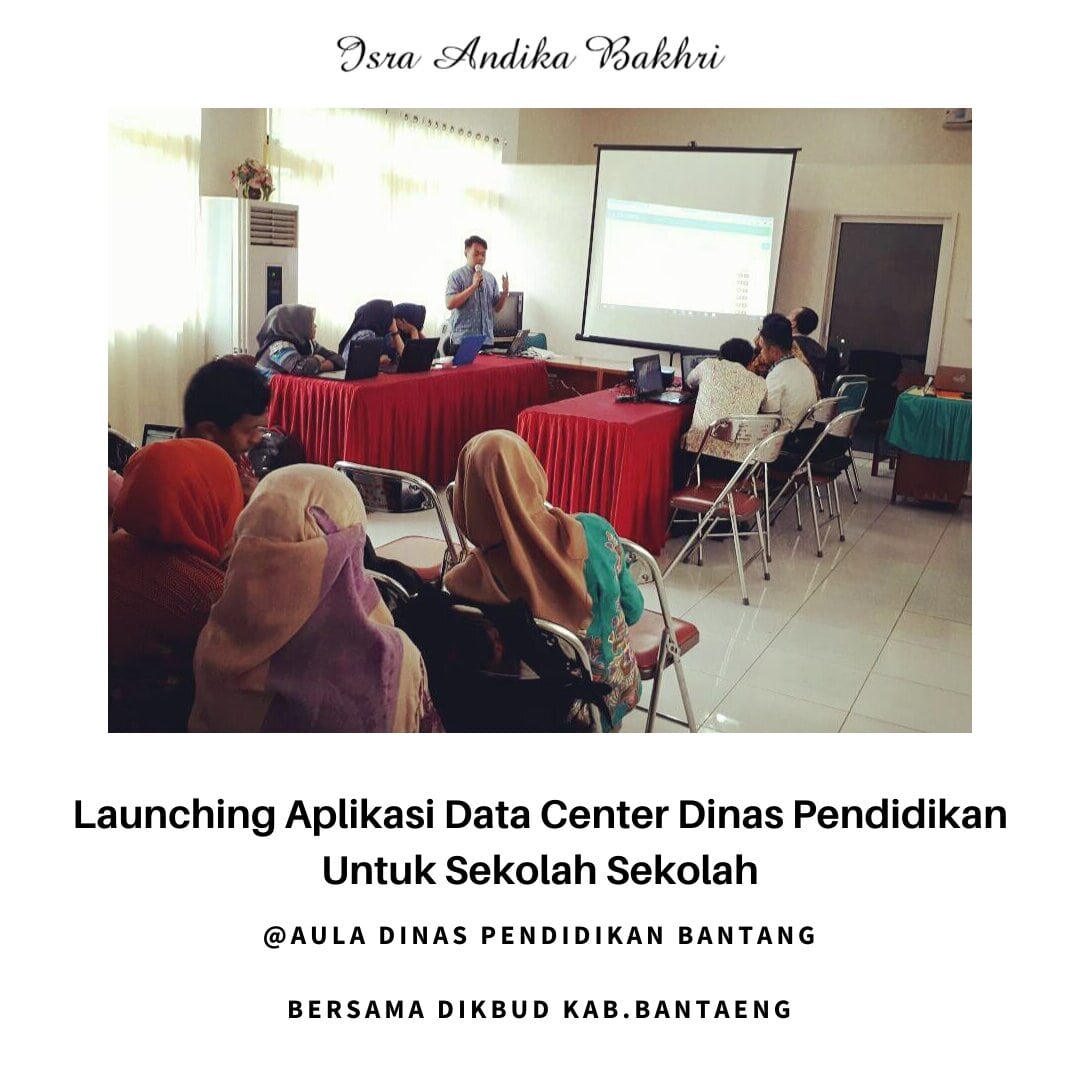 Isra Andika Bakhri
Launching Aplikasi Data Center Dinas Pendidikan
Untuk Sekolah Sekolah
@AULA DINAS PENDIDIKAN BANTANG
BERSAMA DIKBUD KAB.BANTAENG